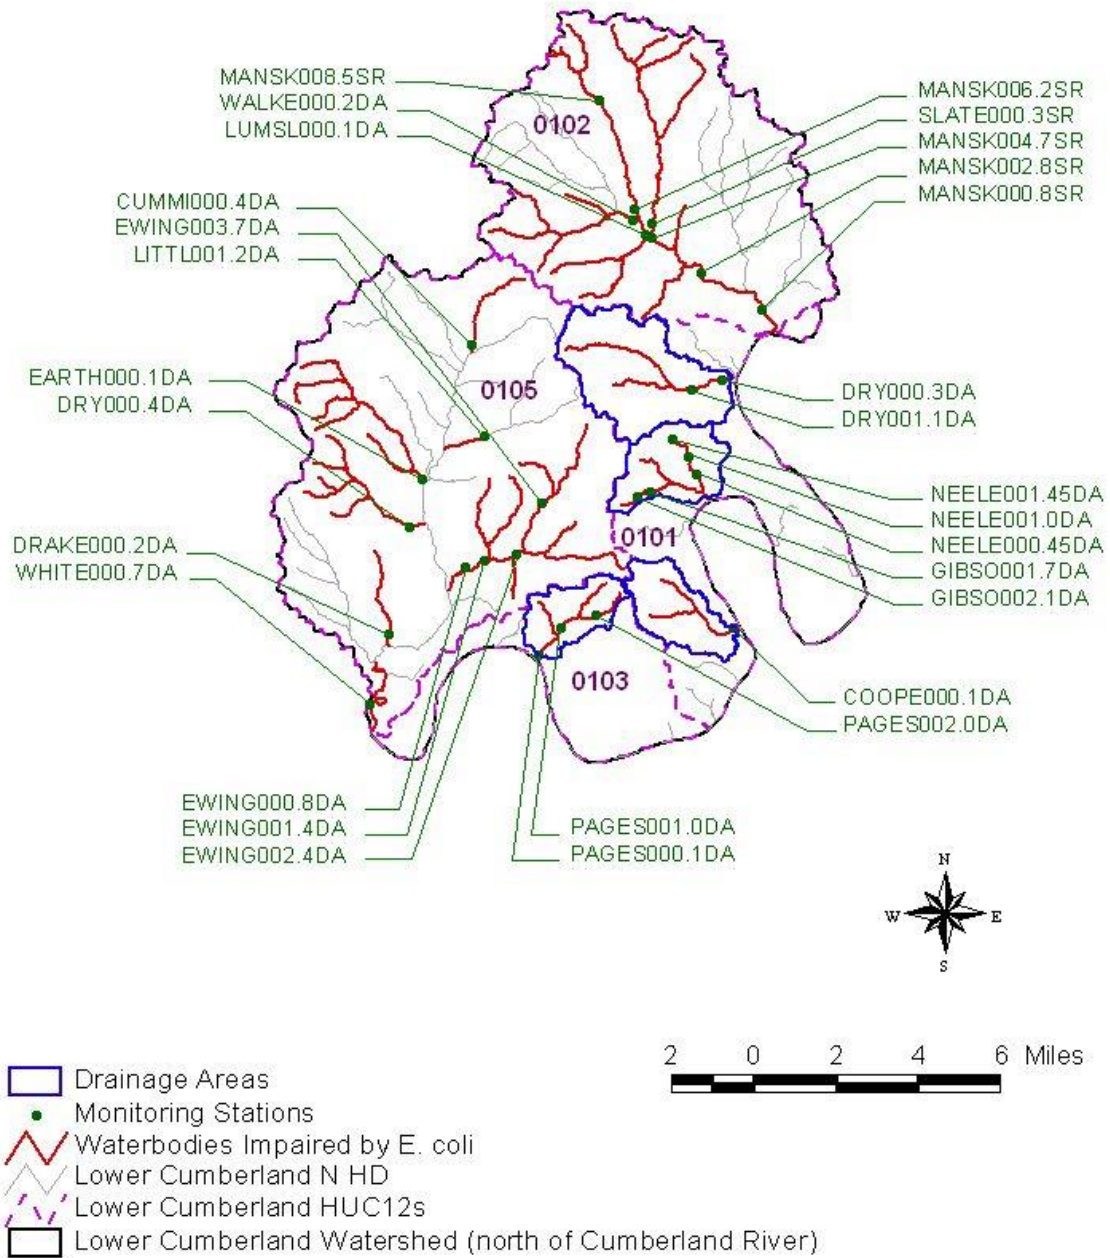 MANSK008.5SR
WALKE000.2DA
LUMSL000.1DA
MANSK006.2SR
SLATE000.3SR
MANSK004.7SR
MANSK002.8SR
MANSK000.8SR
0102
CUMMI000.4DA
EWING003.7DA
LITTL001.2DA
EARTH000.1DA
DRY000.4DA
0105
DRY000.3DA
DRY001.1DA
NEELE001.45DA
NEELE001.0DA
NEELE000.45DA
GIBSO001.7DA
GIBSO002.1DA
0101
DRAKE000.2DA
WHITE000.7DA
0103
COOPE000.1DA
PAGES002.0DA
EWING000.8DA
EWING001.4DA
EWING002.4DA
PAGES001.0DA
PAGES000.1DA
N
W E
S
2 0 2 4 6 Miles
Drainage Areas
Monitoring Stations
Waterbodies Impaired by E. coli
Lower Cumberland N HD
Lower Cumberland HUC12s
Lower Cumberland Watershed (north of Cumberland River)